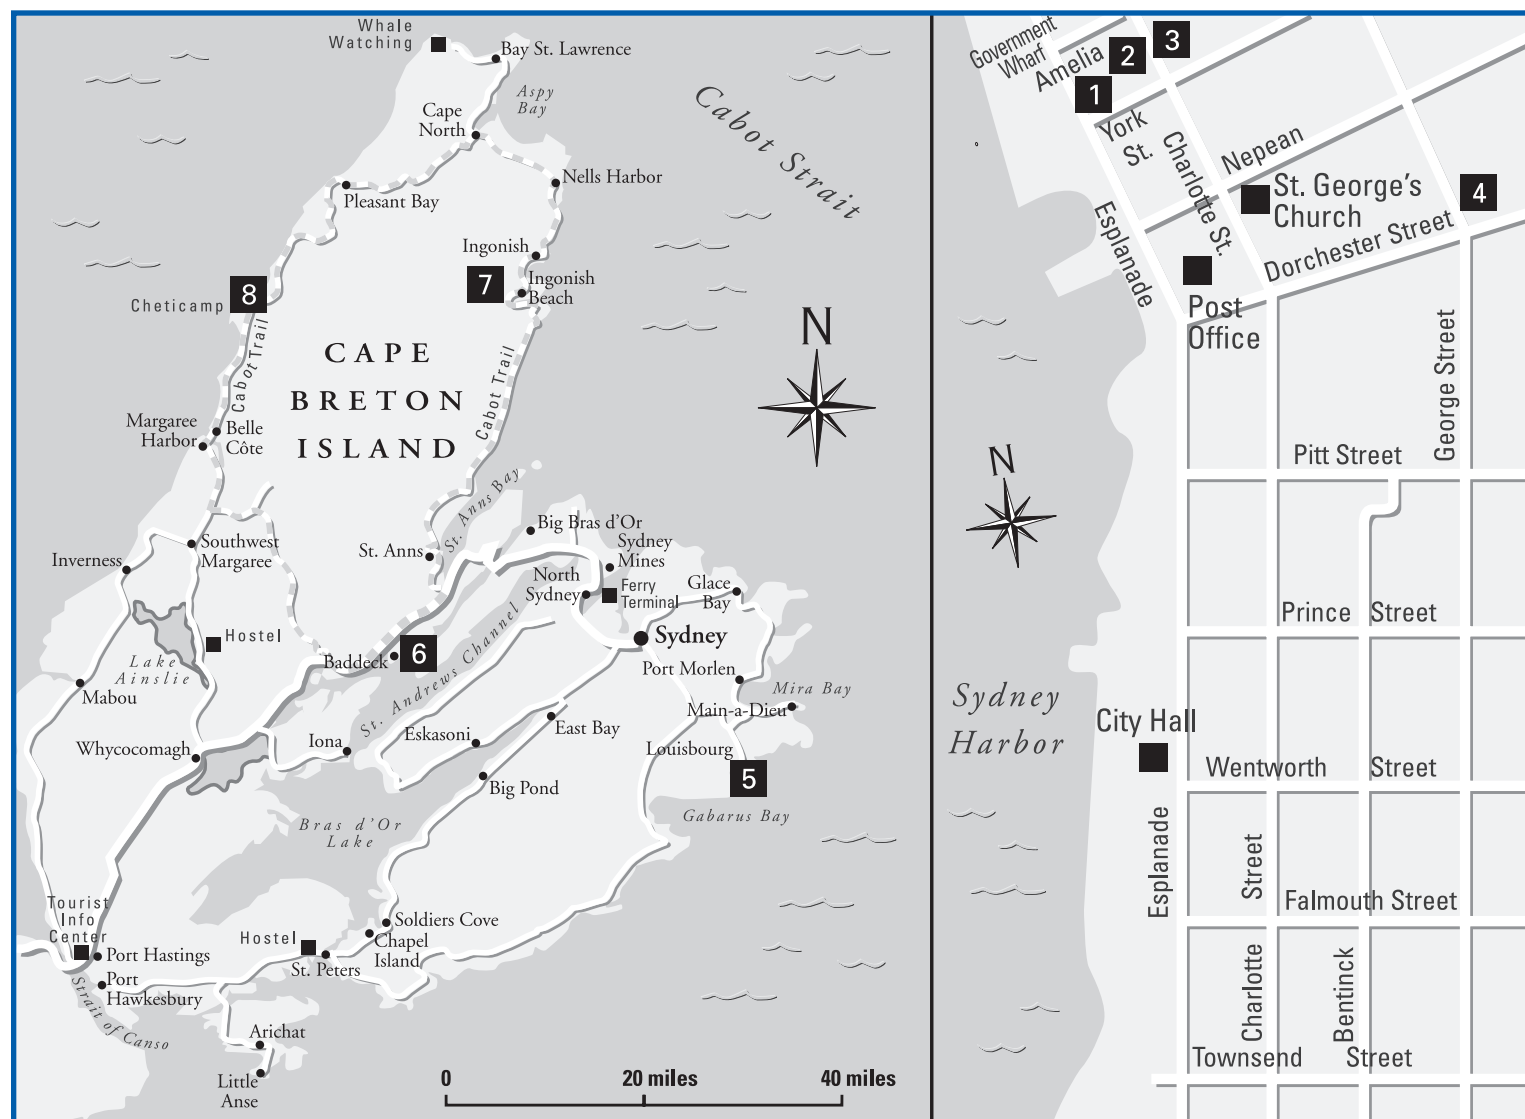 Whale
Watching
Bay St. Lawrence
Aspy
Bay
Cape
North
Cabot Strait
Nells Harbor
Pleasant Bay
Ingonish
7
Ingonish
Beach
8
Cheticamp
Cabot Trail
Cabot Trail
CAPE
BRETON
ISLAND
N
Margaree
Harbor
Belle
Côte
St. Anns Bay
Big Bras d'Or
Sydney
Mines
St. Anns
Southwest
Margaree
Inverness
North
Sydney
Ferry
Terminal
Glace
Bay
Hostel
Sydney
Lake
Ainslie
Baddeck
6
St. Andrews Channel
Port Morlen
Mira Bay
Mabou
Main-a-Dieu
Whycocomagh
Iona
Eskasoni
East Bay
Louisbourg
5
Big Pond
Gabarus Bay
Bras d'Or
Lake
Tourist
Info
Center
Hostel
Soldiers Cove
Chapel
Island
Port Hastings
St. Peters
Port
Hawkesbury
Strait of Canso
Arichat
Little
Anse
0
20 miles
40 miles
Government
Wharf
Amelia
1
2
3
York
St.
Charlotte St.
Nepean
St. George's
Church
4
Esplanade
Dorchester Street
Post
Office
George Street
N
Pitt Street
Prince Street
Sydney
Harbor
City Hall
Wentworth Street
Esplanade
Street
Falmouth Street
Charlotte
Bentinck
Townsend Street